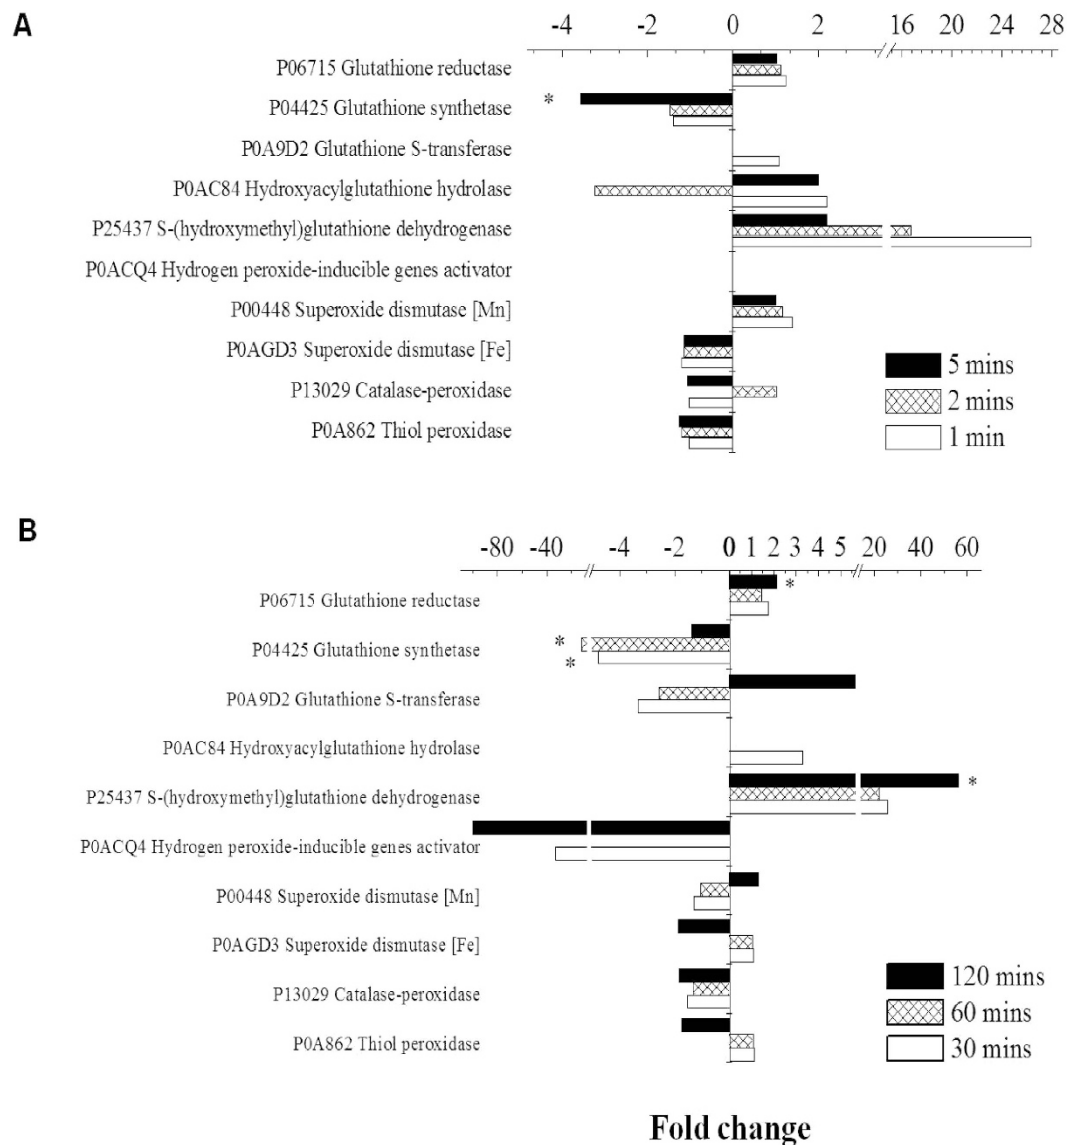 A
-4 -2 0 2 16 20 24 28
P06715 Glutathione reductase
*
P04425 Glutathione synthetase
P0A9D2 Glutathione S-transferase
P0AC84 Hydroxyacylglutathione hydrolase
P25437 S-(hydroxymethyl)glutathione dehydrogenase
P0ACQ4 Hydrogen peroxide-inducible genes activator
P00448 Superoxide dismutase [Mn]
P0AGD3 Superoxide dismutase [Fe]
P13029 Catalase-peroxidase
P0A862 Thiol peroxidase
5 mins
2 mins
1 min
B
-80 -40 -4 -2 0 1 2 3 4 5 20 40 60
P06715 Glutathione reductase *
*
P04425 Glutathione synthetase
*
P0A9D2 Glutathione S-transferase
P0AC84 Hydroxyacylglutathione hydrolase
P25437 S-(hydroxymethyl)glutathione dehydrogenase *
P0ACQ4 Hydrogen peroxide-inducible genes activator
P00448 Superoxide dismutase [Mn]
P0AGD3 Superoxide dismutase [Fe]
P13029 Catalase-peroxidase
P0A862 Thiol peroxidase
120 mins
60 mins
30 mins
Fold change